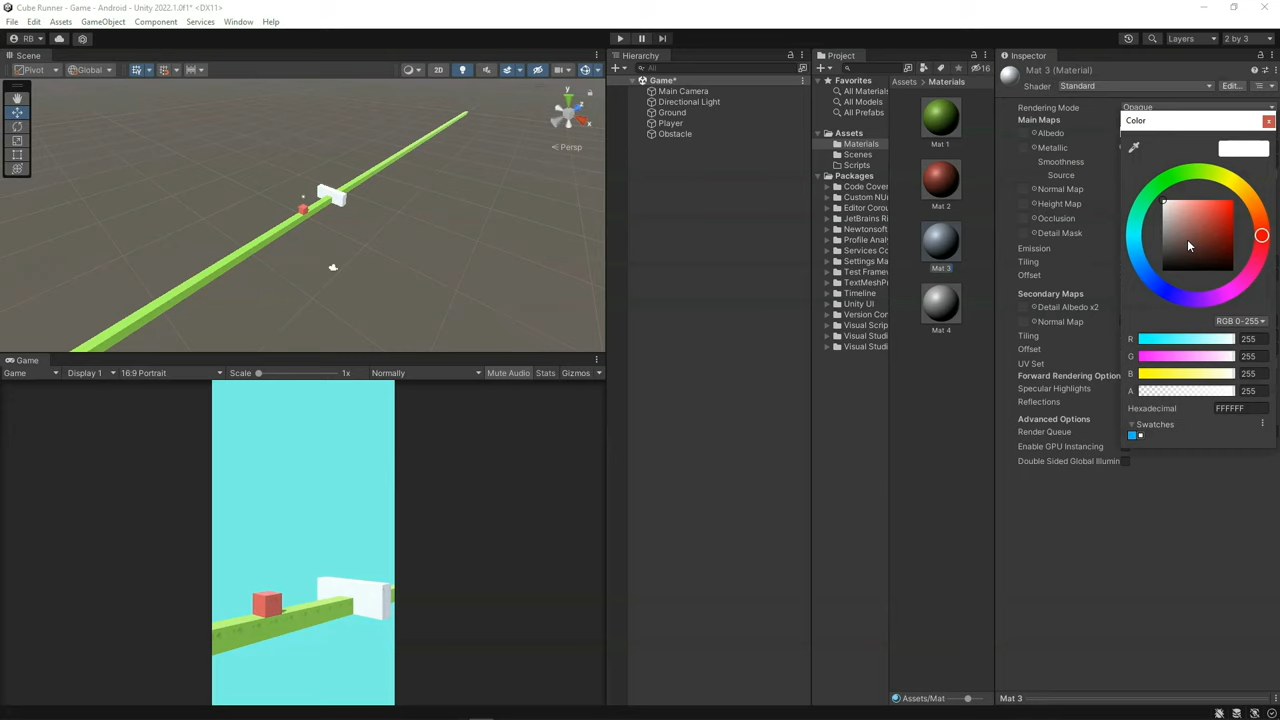 Cube Runner - Game - Android - Unity 2022.1.0f1* <DX11>
File Edit Assets GameObject Component Services Window Help
RB Layers 2 by 3
Scene
Pivot Global 2D
y
x
Persp
Game
Game Display 1 16:9 Portrait Scale 1x Normally Mute Audio Stats Gizmos
Hierarchy
All
Game*
Main Camera
Directional Light
Ground
Player
Obstacle
Project
16
Favorites
All Materials
All Models
All Prefabs
Assets
Materials
Scenes
Scripts
Packages
Code Cover
Custom NU
Editor Corou
JetBrains Ri
Newtonsoft
Profile Analy
Services Co
Settings Ma
Test Framew
TextMeshPr
Timeline
Unity UI
Version Con
Visual Scrip
Visual Studi
Visual Studi
Assets Materials
Mat 1
Mat 2
Mat 3
Mat 4
Assets/Mat
Inspector
Mat 3 (Material)
Shader Standard Edit...
Rendering Mode Opaque
Main Maps
Albedo
Metallic
Smoothness
Source
Normal Map
Height Map
Occlusion
Detail Mask
Emission
Tiling
Offset
Secondary Maps
Detail Albedo x2
Normal Map
Tiling
Offset
UV Set
Forward Rendering Option
Specular Highlights
Reflections
Advanced Options
Render Queue
Enable GPU Instancing
Double Sided Global Illumin
Color
x
RGB 0-255
R 255
G 255
B 255
A 255
Hexadecimal FFFFFF
Swatches
Mat 3